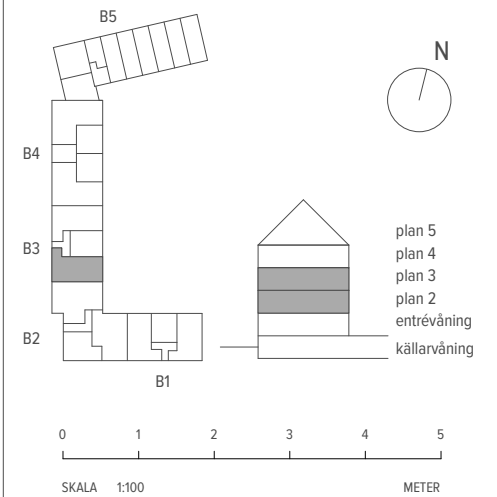 B5
N
B4
B3
B2
B1
plan 5
plan 4
plan 3
plan 2
entrévåning
källarvåning
0 1 2 3 4 5
SKALA 1:100 METER